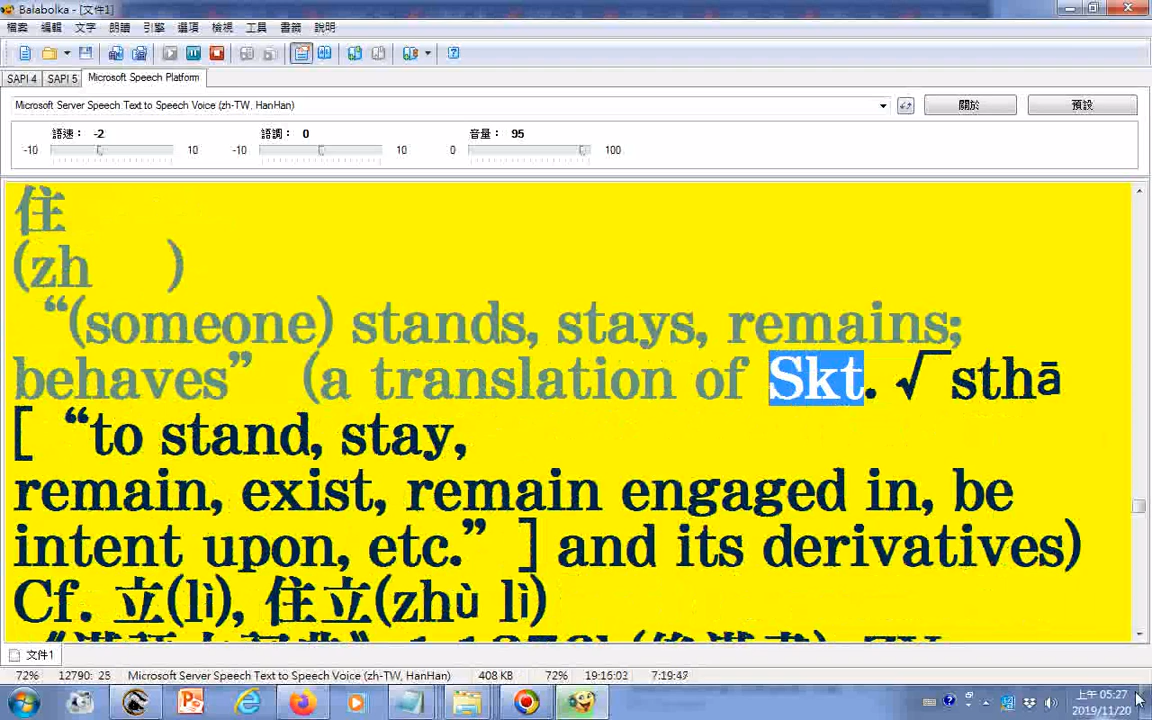 Balabolka - [文件1]
檔案 編輯 文字 朗讀 引擎 選項 檢視 工具 書籤 說明
SAPI 4 SAPI 5 Microsoft Speech Platform
Microsoft Server Speech Text to Speech Voice (zh-TW, HanHan) 關於 預設
語速： -2 語調： 0 音量： 95
-10 10 -10 10 0 100
住
(zh )
“(someone) stands, stays, remains;
behaves” (a translation of Skt. √sthā
[ “to stand, stay,
remain, exist, remain engaged in, be
intent upon, etc.” ] and its derivatives)
Cf. 立(lì), 住立(zhù lì)
文件1
72% 12790: 23 Microsoft Server Speech Text to Speech Voice (zh-TW, HanHan) 408 KB 72% 19:15:02 7:19:47
上午 05:27
2019/11/20